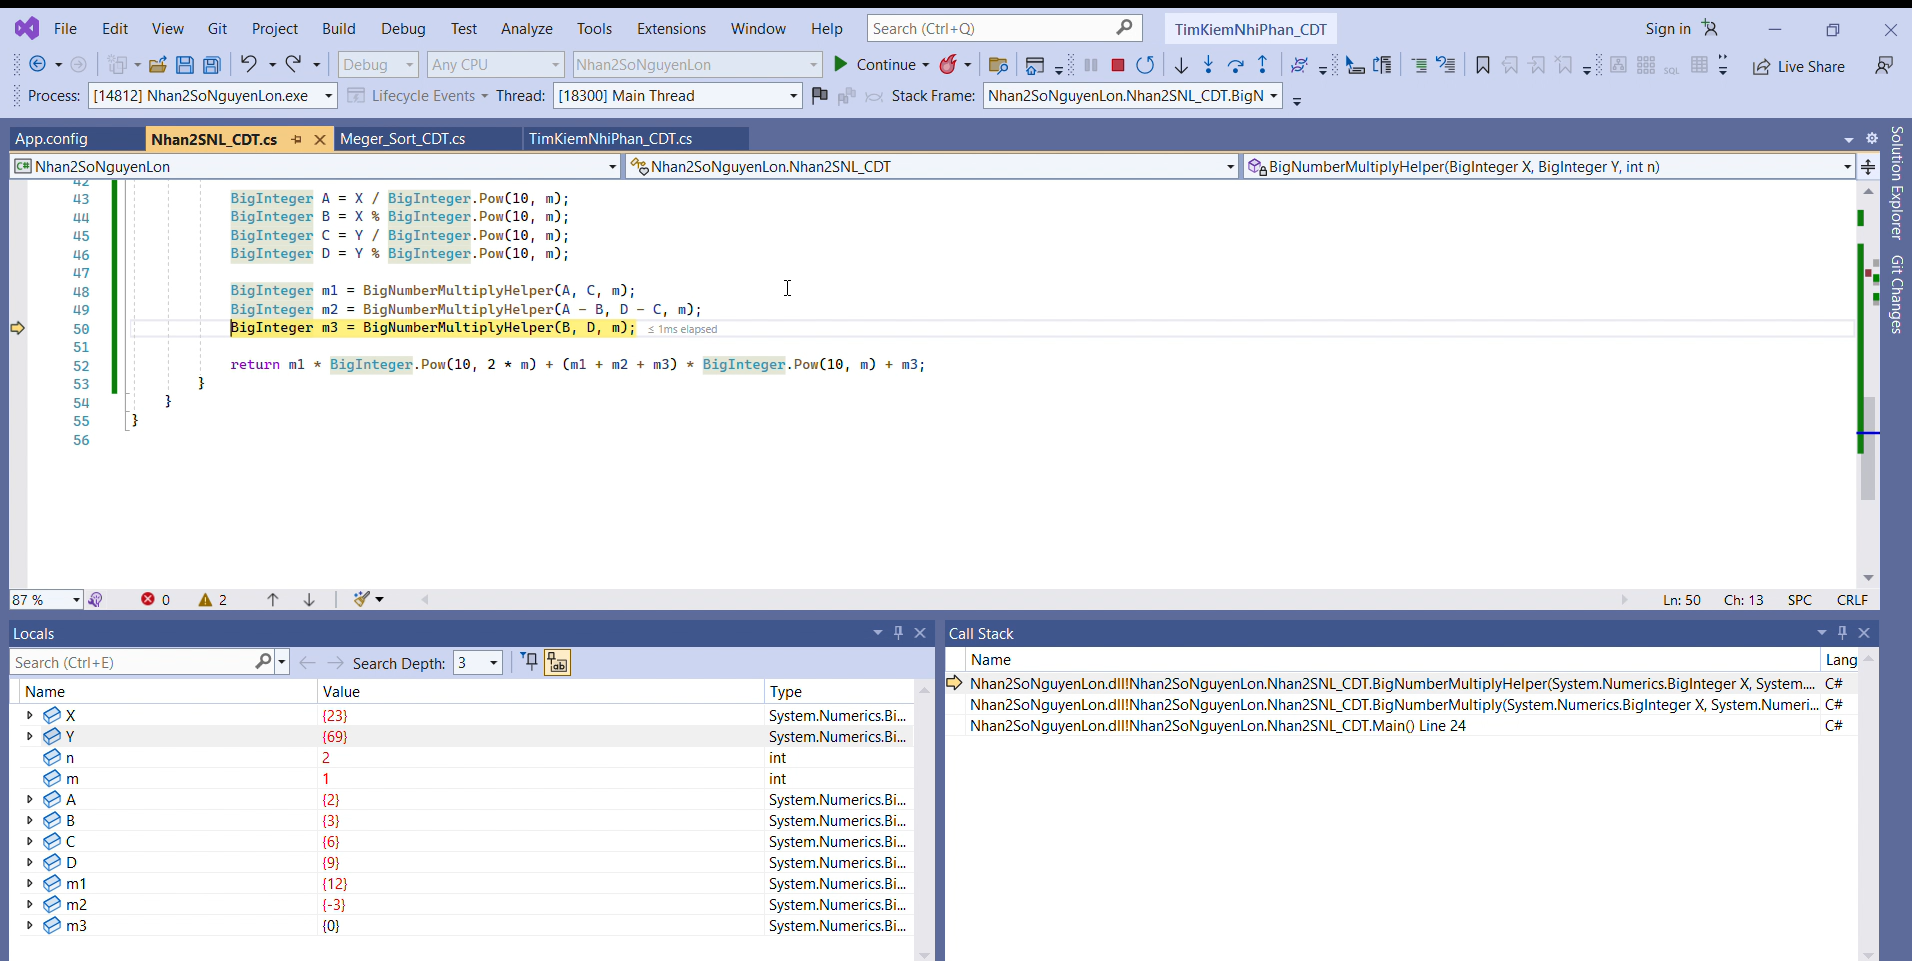 File Edit View Git Project Build Debug Test Analyze Tools Extensions Window Help Search (Ctrl+Q) TimKiemNhiPhan_CDT Sign in
Debug Any CPU Nhan2SoNguyenLon Continue Live Share
Process: [14812] Nhan2SoNguyenLon.exe Lifecycle Events Thread: [18300] Main Thread Stack Frame: Nhan2SoNguyenLon.Nhan2SNL_CDT.BigN
App.config Nhan2SNL_CDT.cs Meger_Sort_CDT.cs TimKiemNhiPhan_CDT.cs
C# Nhan2SoNguyenLon Nhan2SoNguyenLon.Nhan2SNL_CDT BigNumberMultiplyHelper(BigInteger X, BigInteger Y, int n)
Solution Explorer
Git Changes
42
43 BigInteger A = X / BigInteger.Pow(10, m);
44 BigInteger B = X % BigInteger.Pow(10, m);
45 BigInteger C = Y / BigInteger.Pow(10, m);
46 BigInteger D = Y % BigInteger.Pow(10, m);
47
48 BigInteger m1 = BigNumberMultiplyHelper(A, C, m);
49 BigInteger m2 = BigNumberMultiplyHelper(A - B, D - C, m);
50 BigInteger m3 = BigNumberMultiplyHelper(B, D, m); ≤ 1ms elapsed
51
52 return m1 * BigInteger.Pow(10, 2 * m) + (m1 + m2 + m3) * BigInteger.Pow(10, m) + m3;
53 }
54 }
55 }
56
87 % 0 2 Ln: 50 Ch: 13 SPC CRLF
Locals
Search (Ctrl+E) Search Depth: 3
Name Value Type
X {23} System.Numerics.Bi...
Y {69} System.Numerics.Bi...
n 2 int
m 1 int
A {2} System.Numerics.Bi...
B {3} System.Numerics.Bi...
C {6} System.Numerics.Bi...
D {9} System.Numerics.Bi...
m1 {12} System.Numerics.Bi...
m2 {-3} System.Numerics.Bi...
m3 {0} System.Numerics.Bi...
Call Stack
Name Lang
Nhan2SoNguyenLon.dll!Nhan2SoNguyenLon.Nhan2SNL_CDT.BigNumberMultiplyHelper(System.Numerics.BigInteger X, System.... C#
Nhan2SoNguyenLon.dll!Nhan2SoNguyenLon.Nhan2SNL_CDT.BigNumberMultiply(System.Numerics.BigInteger X, System.Numeri... C#
Nhan2SoNguyenLon.dll!Nhan2SoNguyenLon.Nhan2SNL_CDT.Main() Line 24 C#